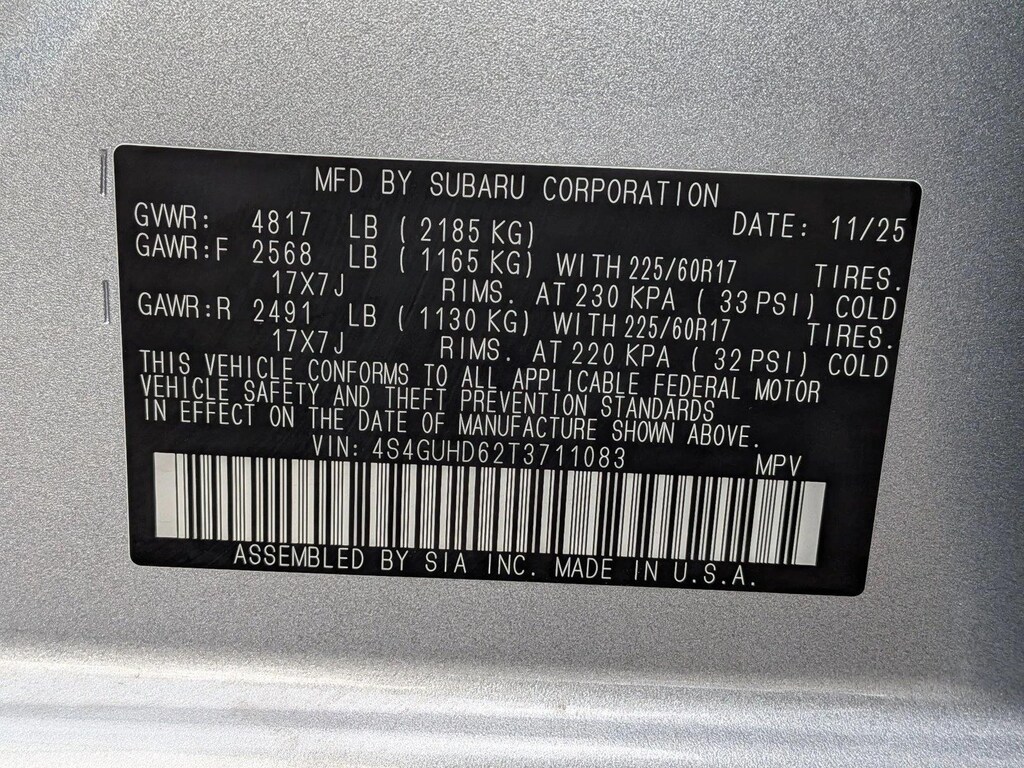 MFD BY SUBARU CORPORATION
GVWR: 4817 LB ( 2185 KG) DATE: 11/25
GAWR:F 2568 LB ( 1165 KG) WITH 225/60R17 TIRES.
17X7J RIMS. AT 230 KPA ( 33 PSI) COLD
GAWR:R 2491 LB ( 1130 KG) WITH 225/60R17 TIRES.
17X7J RIMS. AT 220 KPA ( 32 PSI) COLD
THIS VEHICLE CONFORMS TO ALL APPLICABLE FEDERAL MOTOR
VEHICLE SAFETY AND THEFT PREVENTION STANDARDS
IN EFFECT ON THE DATE OF MANUFACTURE SHOWN ABOVE.
VIN: 4S4GUHD62T3711083 MPV
ASSEMBLED BY SIA INC. MADE IN U.S.A.